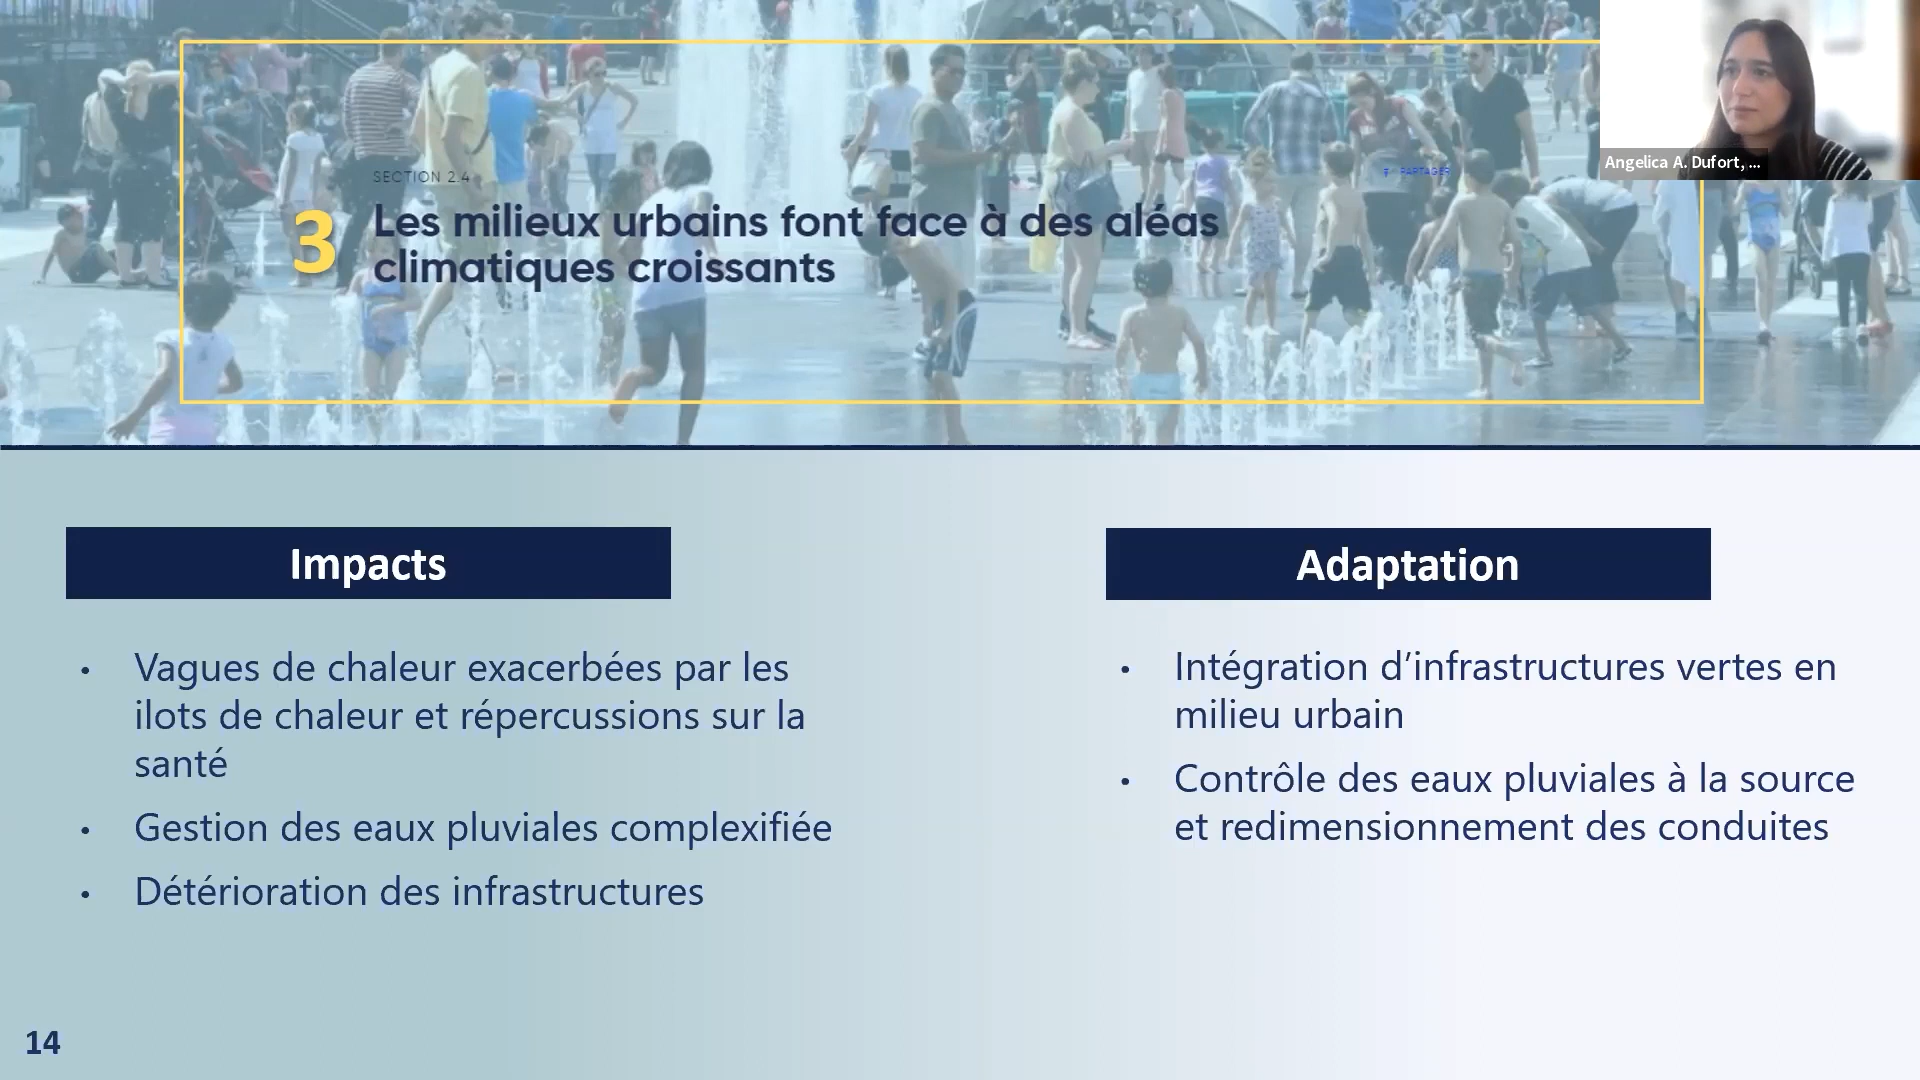 Angelica A. Dufort, ...
SECTION 2.4
PARTAGER
3
Les milieux urbains font face à des aléas
climatiques croissants
Impacts
• Vagues de chaleur exacerbées par les
ilots de chaleur et répercussions sur la
santé
• Gestion des eaux pluviales complexifiée
• Détérioration des infrastructures
Adaptation
• Intégration d’infrastructures vertes en
milieu urbain
• Contrôle des eaux pluviales à la source
et redimensionnement des conduites
14